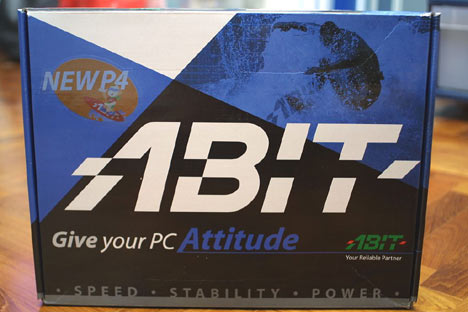 NEW P4
ABIT
Give your PC Attitude
ABIT
Your Reliable Partner
• SPEED • STABILITY • POWER •